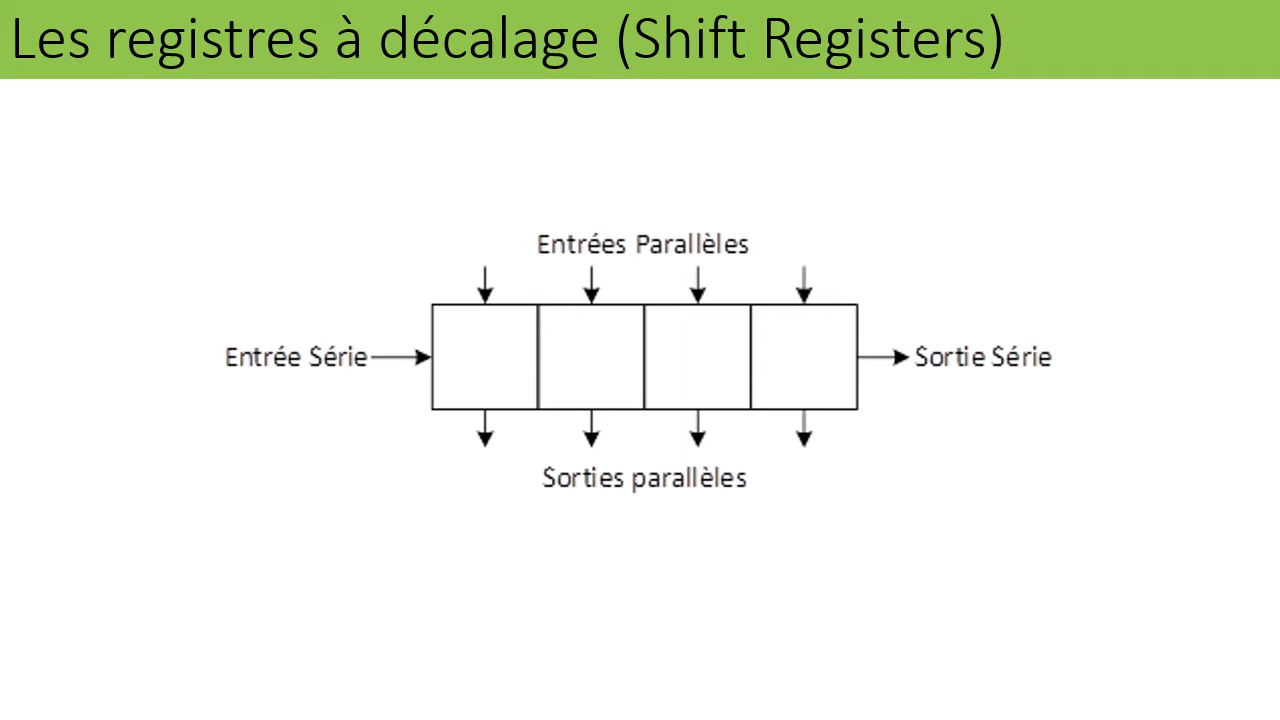 Les registres à décalage (Shift Registers)
Entrées Parallèles
Entrée Série
Sortie Série
Sorties parallèles